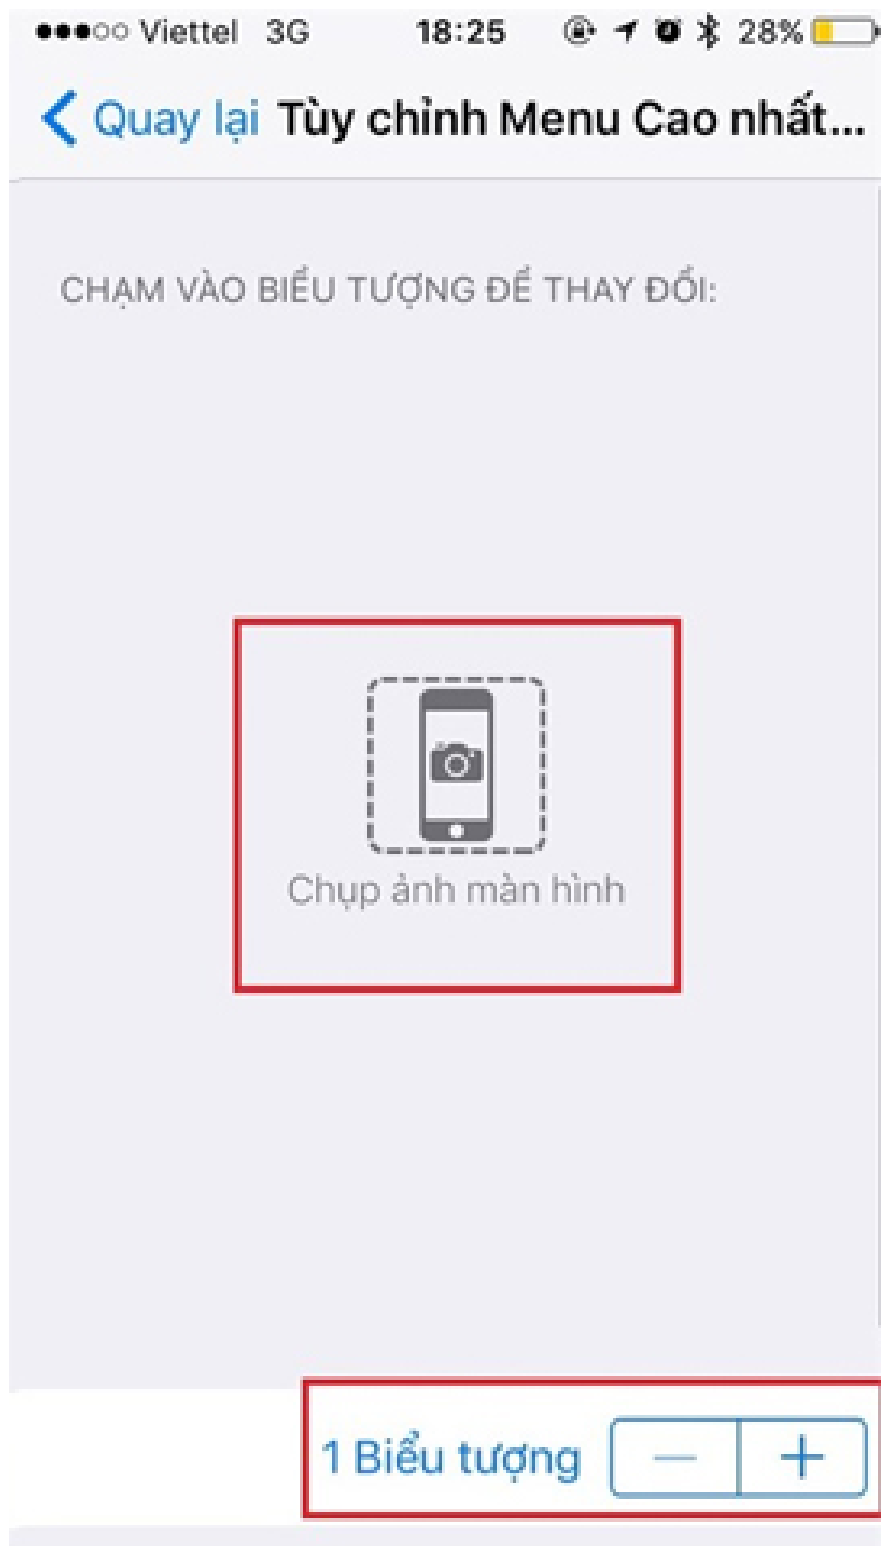 Viettel 3G 18:25 28%
Quay lại Tùy chỉnh Menu Cao nhất...
CHẠM VÀO BIỂU TƯỢNG ĐỂ THAY ĐỔI:
Chụp ảnh màn hình
1 Biểu tượng − +